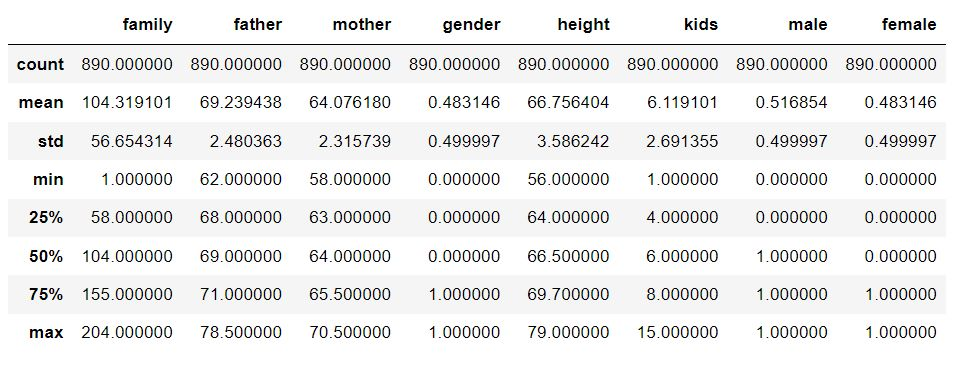 family father mother gender height kids male female
count 890.000000 890.000000 890.000000 890.000000 890.000000 890.000000 890.000000 890.000000
mean 104.319101 69.239438 64.076180 0.483146 66.756404 6.119101 0.516854 0.483146
std 56.654314 2.480363 2.315739 0.499997 3.586242 2.691355 0.499997 0.499997
min 1.000000 62.000000 58.000000 0.000000 56.000000 1.000000 0.000000 0.000000
25% 58.000000 68.000000 63.000000 0.000000 64.000000 4.000000 0.000000 0.000000
50% 104.000000 69.000000 64.000000 0.000000 66.500000 6.000000 1.000000 0.000000
75% 155.000000 71.000000 65.500000 1.000000 69.700000 8.000000 1.000000 1.000000
max 204.000000 78.500000 70.500000 1.000000 79.000000 15.000000 1.000000 1.000000